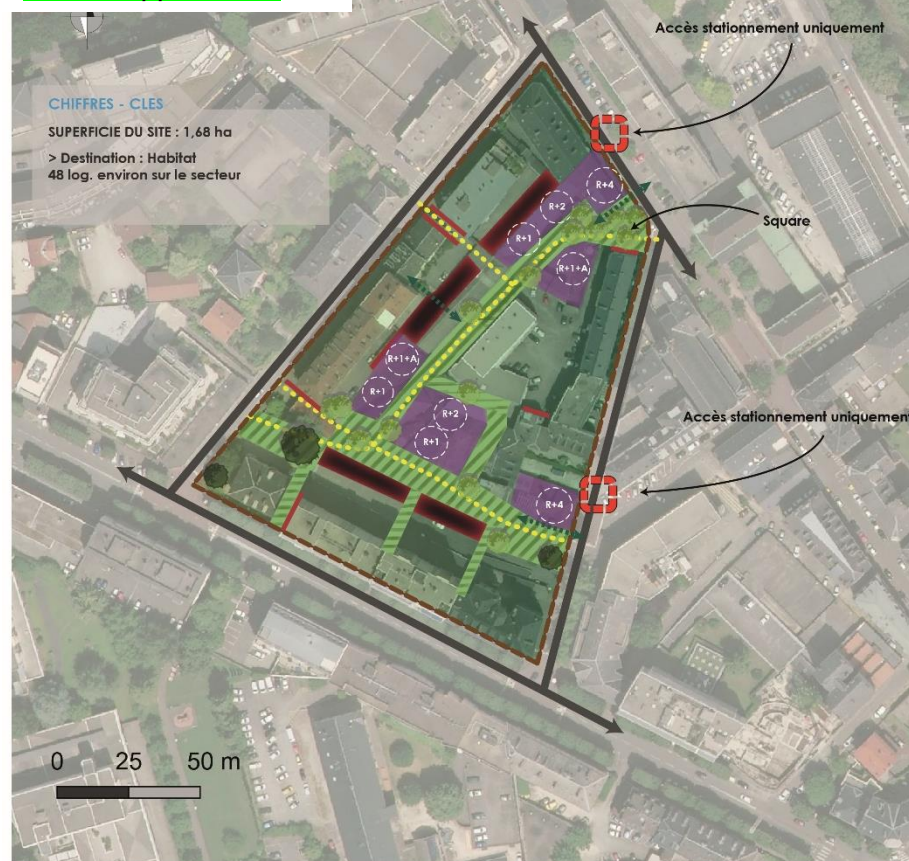 Accès stationnement uniquement
CHIFFRES - CLES
SUPERFICIE DU SITE : 1,68 ha
> Destination : Habitat
48 log. environ sur le secteur
R+4
R+2
R+1
Square
R+1+A
R+1+A
R+1
R+2
R+1
Accès stationnement uniquement
R+4
0 25 50 m